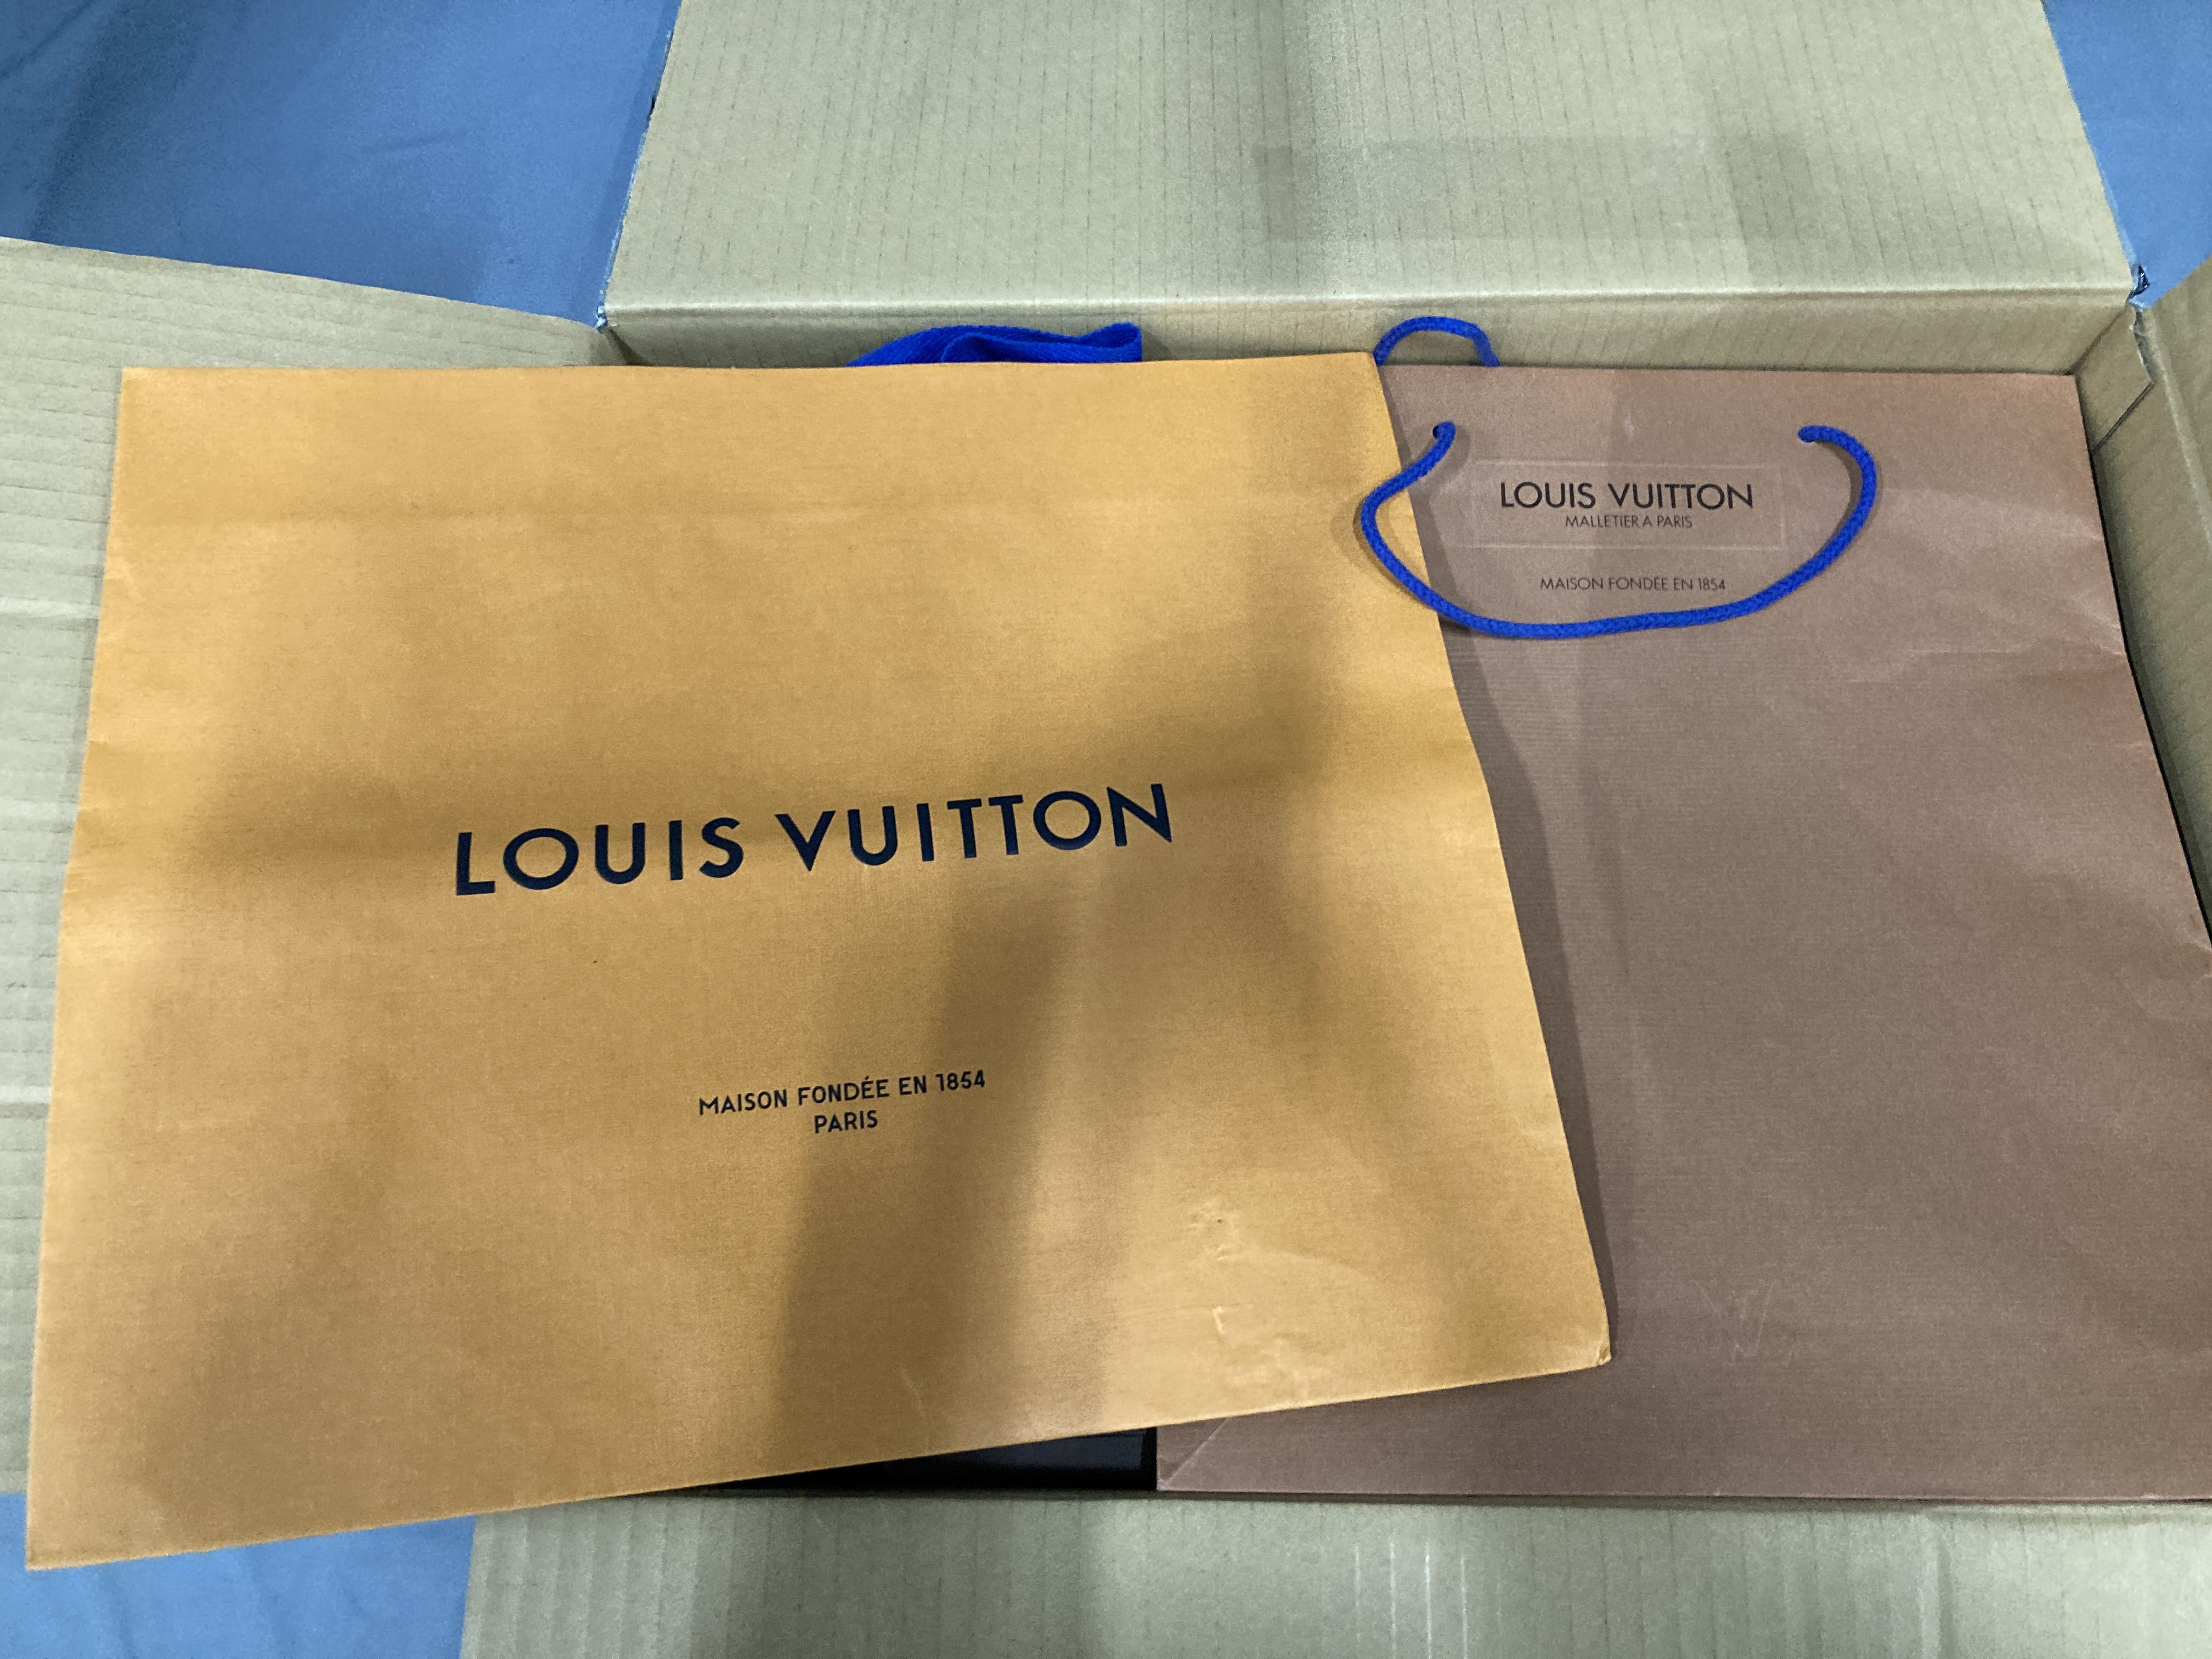 LOUIS VUITTON
MAISON FONDÉE EN 1854
PARIS
LOUIS VUITTON
MALLETIER A PARIS
MAISON FONDÉE EN 1854